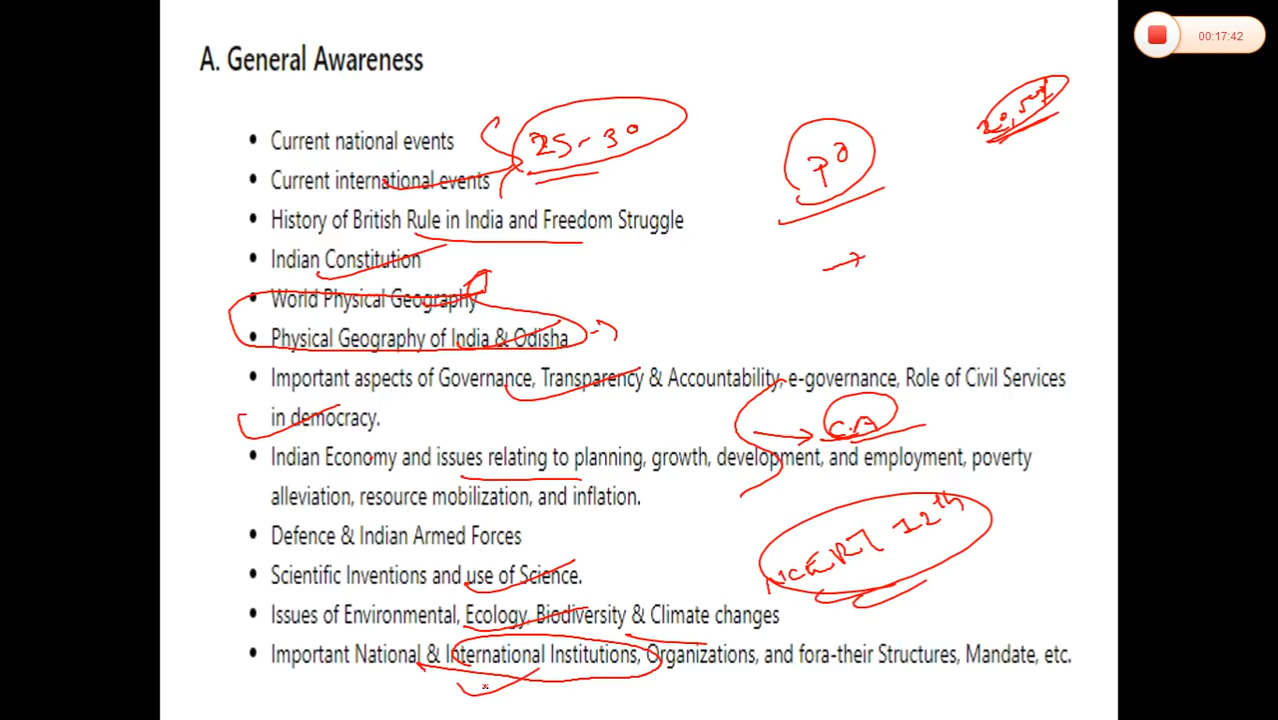 00:17:42
A. General Awareness
Current national events
25-30
Current international events
History of British Rule in India and Freedom Struggle
Indian Constitution
World Physical Geography
Physical Geography of India & Odisha
Important aspects of Governance, Transparency & Accountability, e-governance, Role of Civil Services
in democracy.
C.A
Indian Economy and issues relating to planning, growth, development, and employment, poverty
alleviation, resource mobilization, and inflation.
NCERT 12th
Defence & Indian Armed Forces
Scientific Inventions and use of Science.
Issues of Environmental, Ecology, Biodiversity & Climate changes
Important National & International Institutions, Organizations, and fora-their Structures, Mandate, etc.